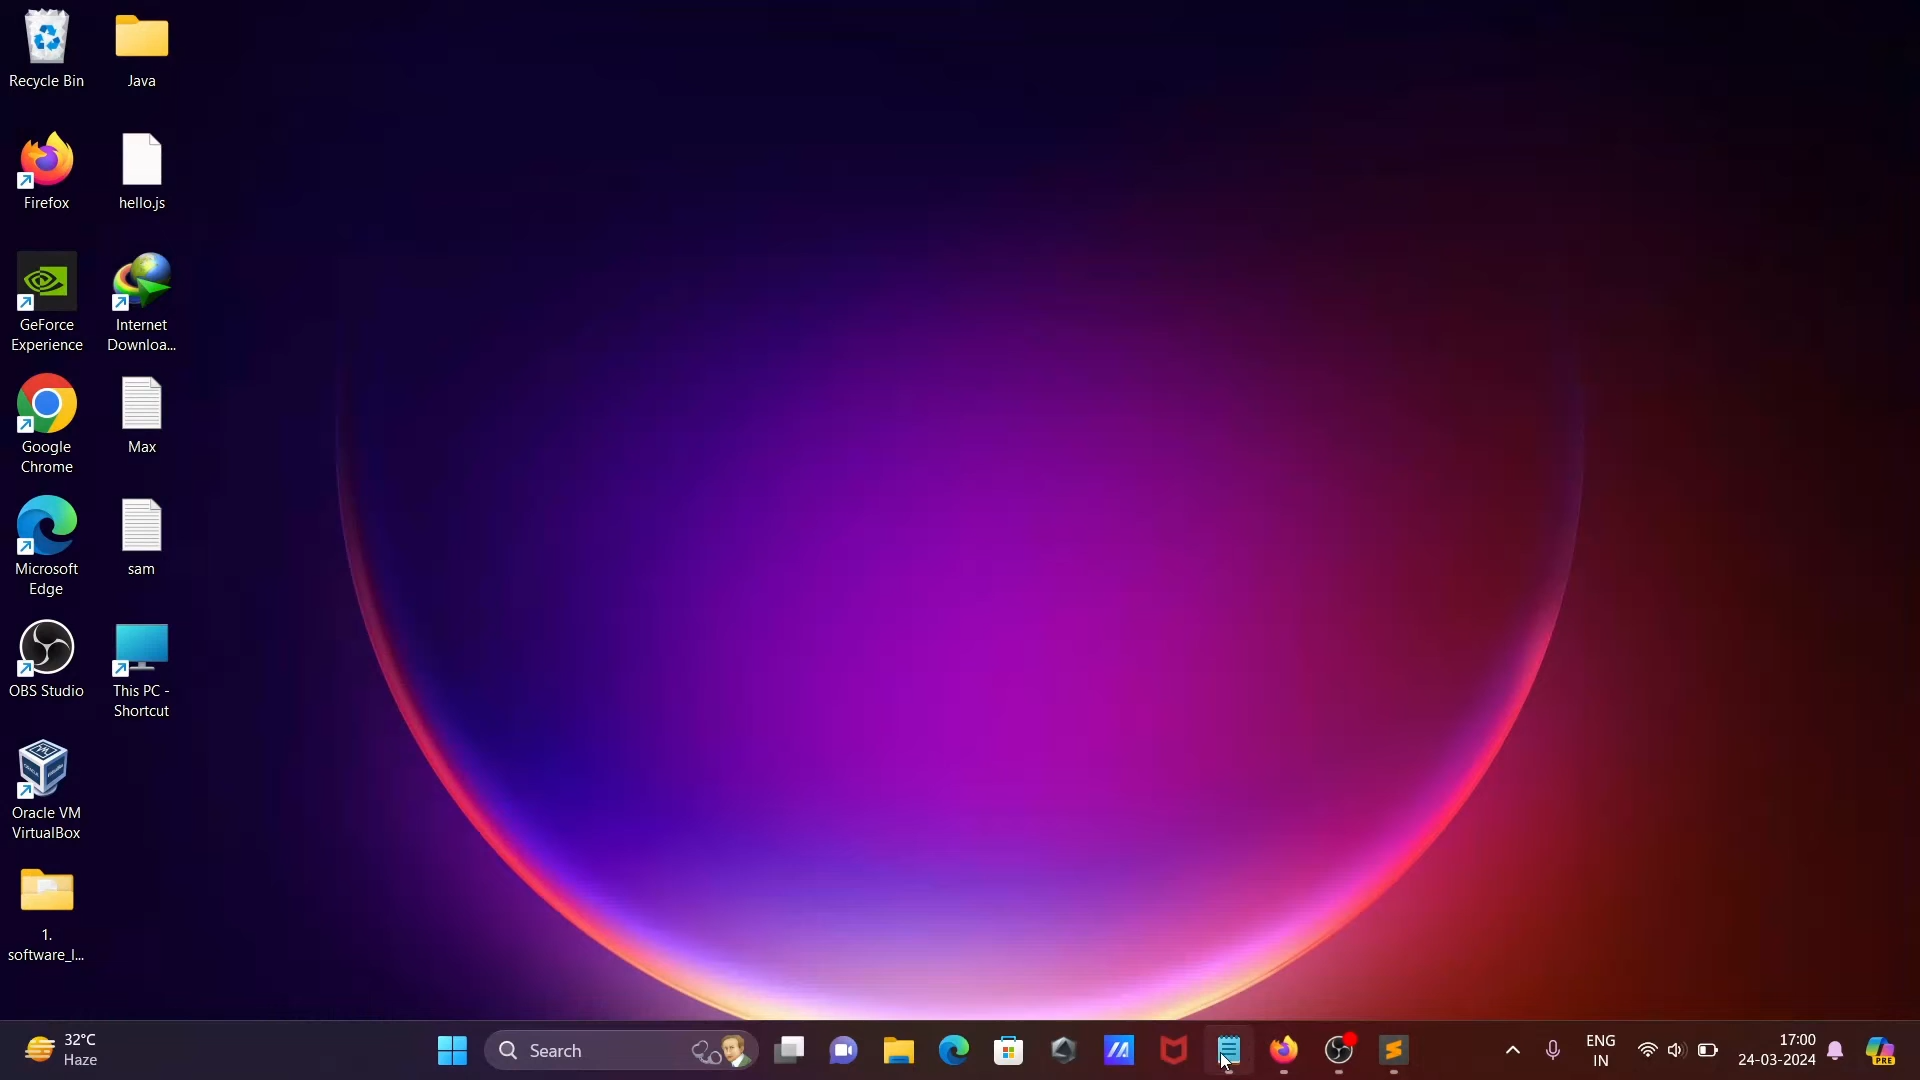 Recycle Bin
Java
Firefox
hello.js
GeForce
Experience
Internet
Downloa...
Google
Chrome
Max
Microsoft
Edge
sam
OBS Studio
This PC -
Shortcut
Oracle VM
VirtualBox
1.
software_l...
32°C
Haze
Search
ENG
IN
17:00
24-03-2024
PRE